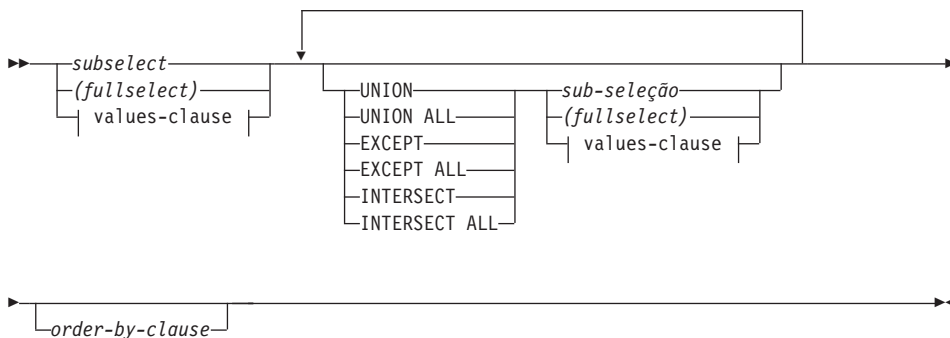 subselect
(fullselect)
values-clause
UNION
UNION ALL
EXCEPT
EXCEPT ALL
INTERSECT
INTERSECT ALL
sub-seleção
(fullselect)
values-clause
order-by-clause